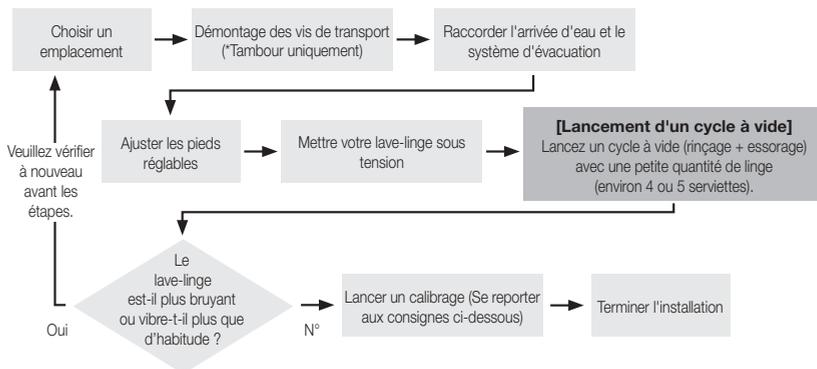 Choisir un
emplacement
Démontage des vis de transport
(*Tambour uniquement)
Raccorder l'arrivée d'eau et le
système d'évacuation
Veuillez vérifier
à nouveau
avant les
étapes.
Ajuster les pieds
réglables
Mettre votre lave-linge sous
tension
[Lancement d'un cycle à vide]
Lancez un cycle à vide (rinçage + essorage)
avec une petite quantité de linge
(environ 4 ou 5 serviettes).
Le
lave-linge
est-il plus bruyant
ou vibre-t-il plus que
d'habitude ?
Oui
N°
Lancer un calibrage (Se reporter
aux consignes ci-dessous)
Terminer l'installation